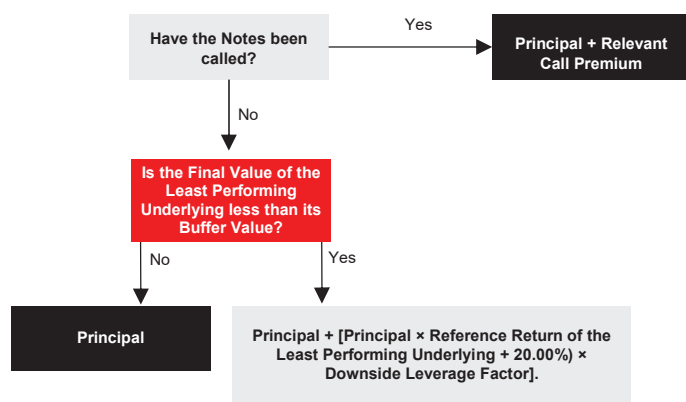 Have the Notes been
called?
Yes
Principal + Relevant
Call Premium
No
Is the Final Value of the
Least Performing
Underlying less than its
Buffer Value?
No
Yes
Principal
Principal + [Principal × Reference Return of the
Least Performing Underlying + 20.00%) ×
Downside Leverage Factor].